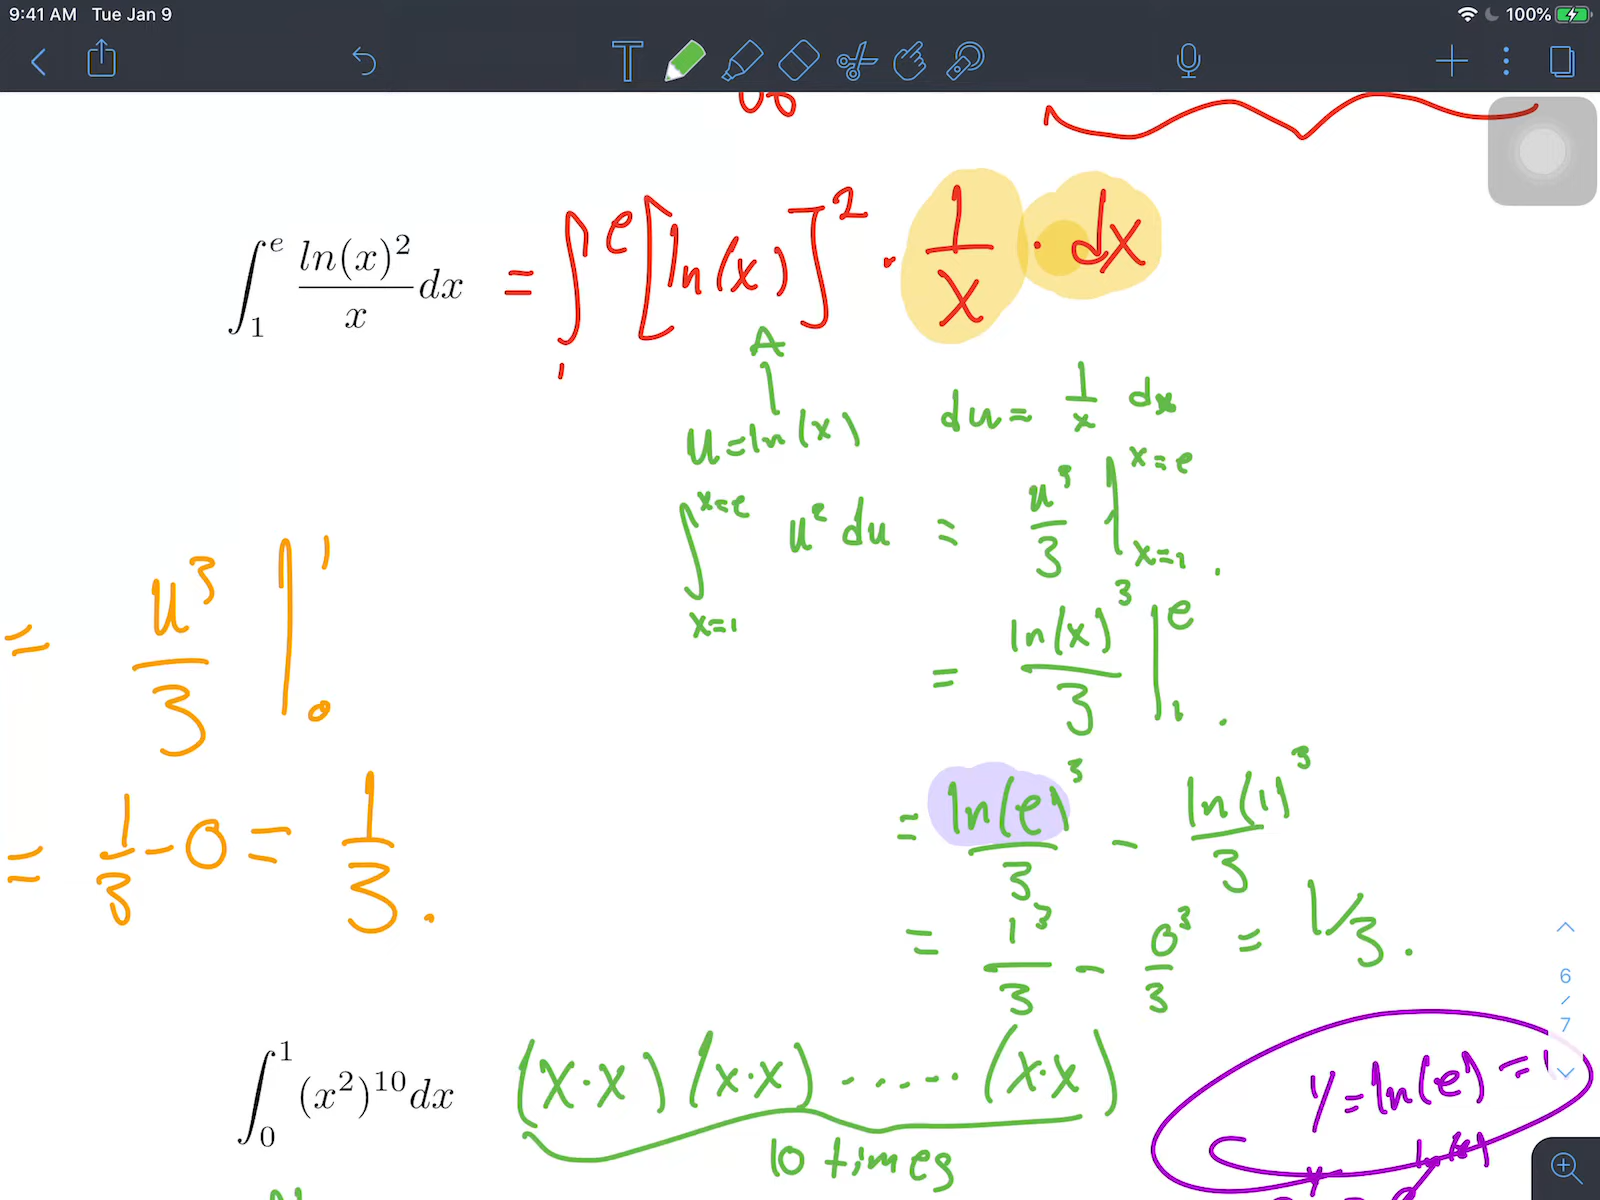 9:41 AM Tue Jan 9
100%
∫₁ᵉ ln(x)²/x dx = ∫₁ᵉ [ln(x)]² · 1/x · dx
A
u=ln(x) du= 1/x dx
∫_{x=1}^{x=e} u² du = u³/3 |_{x=1}^{x=e} .
= ln(x)³/3 |₁ᵉ .
= ln(e)³/3 - ln(1)³/3
= 1³/3 - 0³/3 = 1/3 .
= u³/3 |₀¹
= 1/3 - 0 = 1/3 .
6
/
7
∫₀¹ (x²)¹⁰ dx (x·x) (x·x) ······ (x·x)
10 times
y=ln(e)=1
ln(e)